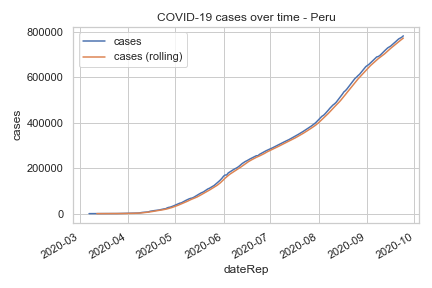 COVID-19 cases over time - Peru
cases
cases (rolling)
800000
600000
400000
200000
0
cases
2020-03
2020-04
2020-05
2020-06
2020-07
2020-08
2020-09
2020-10
dateRep